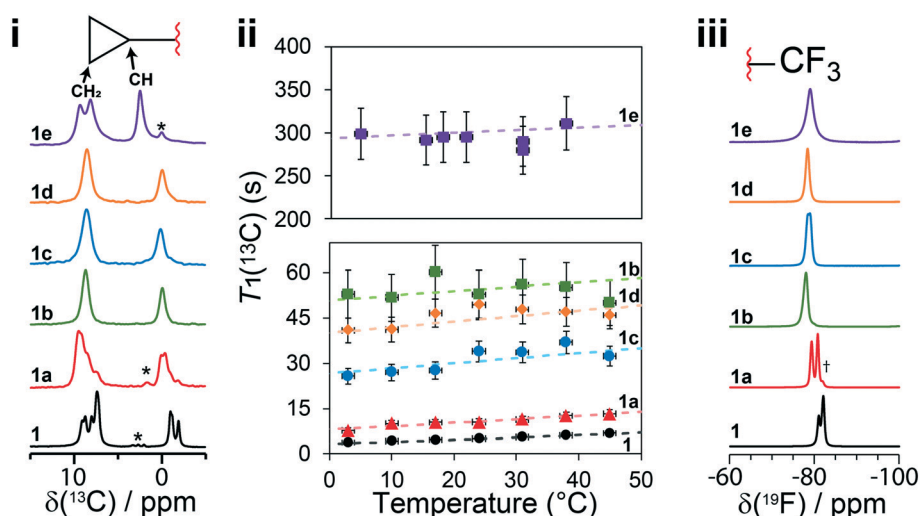 i
CH₂
CH
*
1e
1d
1c
1b
1a
*
1
*
10
0
δ(¹³C) / ppm
ii
T1(¹³C) (s)
400
350
300
250
200
1e
60
45
30
15
0
1b
1d
1c
1a
1
0
10
20
30
40
50
Temperature (°C)
iii
CF₃
1e
1d
1c
1b
1a
†
1
-60
-80
-100
δ(¹⁹F) / ppm